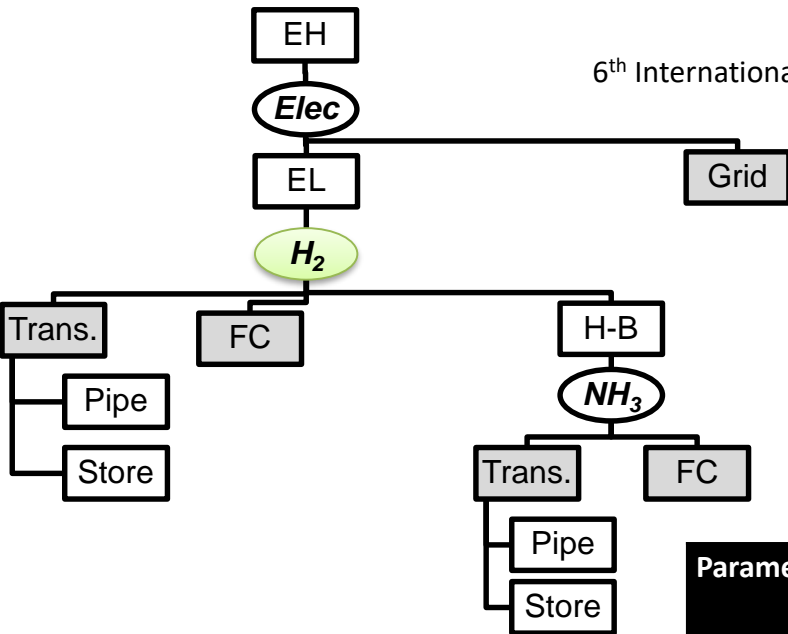 EH
6th Internationa
Elec
EL
Grid
H2
Trans.
FC
H-B
Pipe
NH3
Store
Trans.
FC
Pipe
Parame
Store